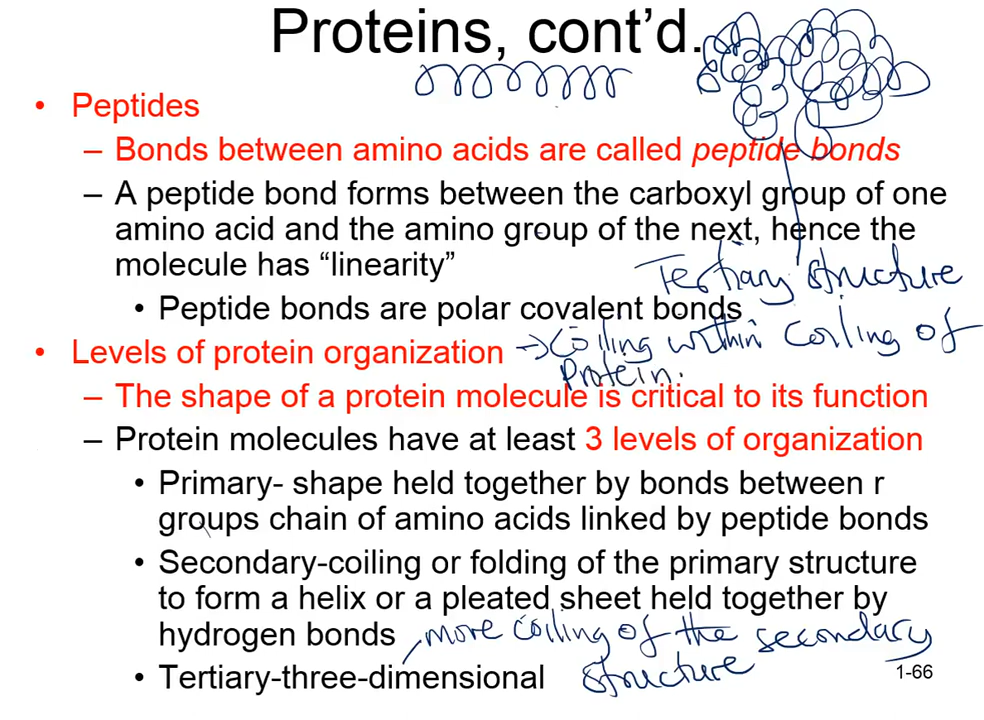 Proteins, cont’d.
• Peptides
– Bonds between amino acids are called peptide bonds
– A peptide bond forms between the carboxyl group of one
amino acid and the amino group of the next, hence the
molecule has “linearity”
Tertiary structure
• Peptide bonds are polar covalent bonds
• Levels of protein organization
→ Coiling within coiling of
Protein.
– The shape of a protein molecule is critical to its function
– Protein molecules have at least 3 levels of organization
• Primary- shape held together by bonds between r
groups chain of amino acids linked by peptide bonds
• Secondary-coiling or folding of the primary structure
to form a helix or a pleated sheet held together by
hydrogen bonds
more coiling of the secondary
structure
• Tertiary-three-dimensional
1-66